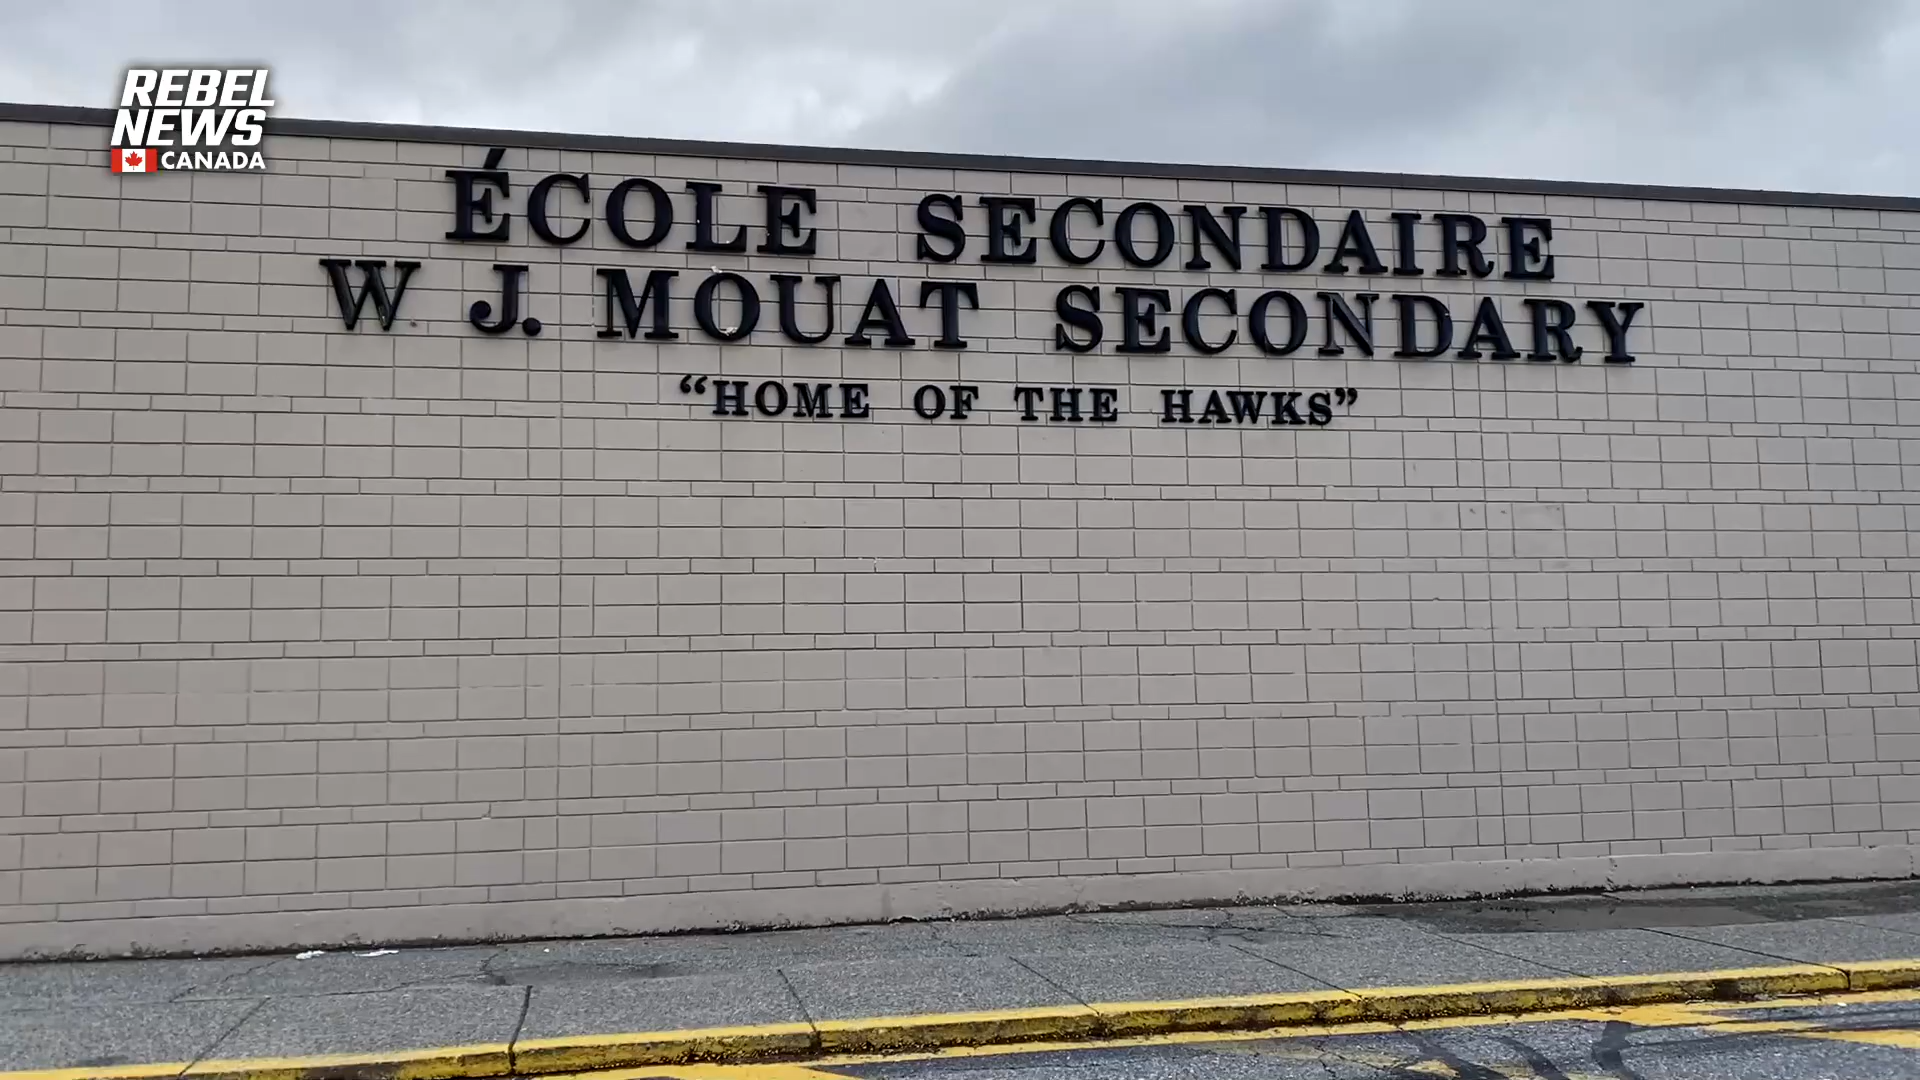 REBEL
NEWS
CANADA
ÉCOLE SECONDAIRE
W J. MOUAT SECONDARY
“HOME OF THE HAWKS”